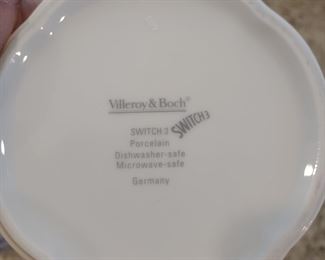 Villeroy & Boch®
SWITCH 3
SWITCH 3
Porcelain
Dishwasher-safe
Microwave-safe
Germany